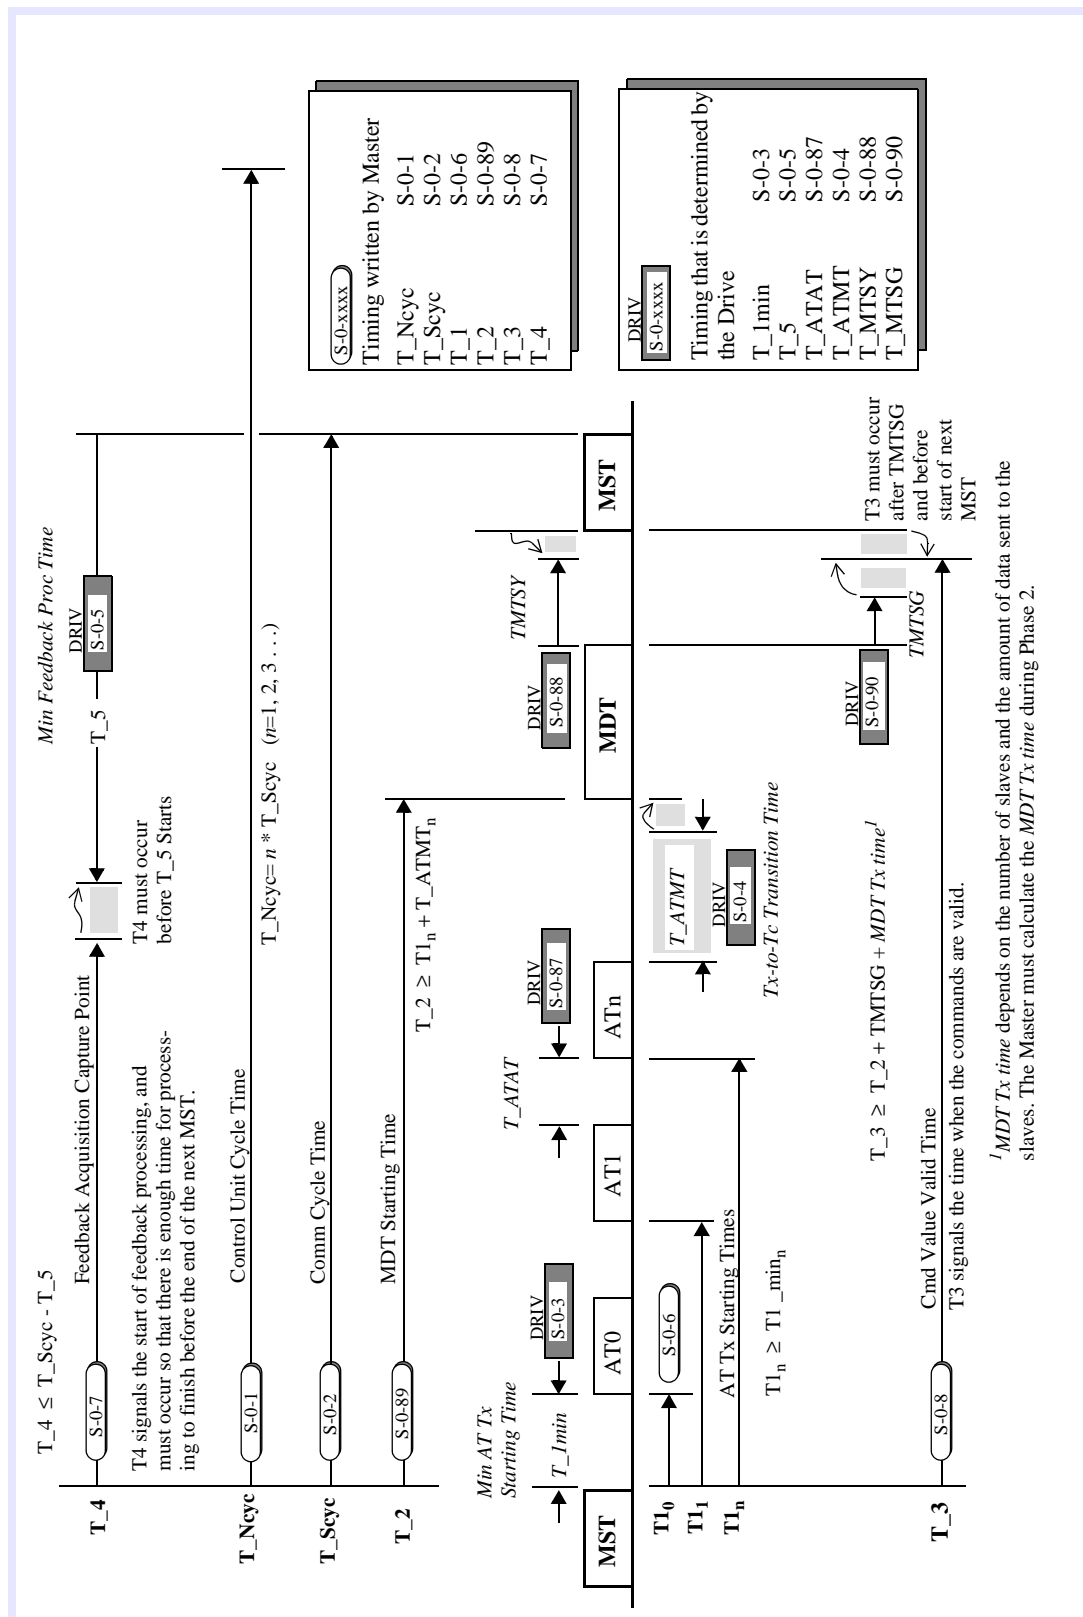 T_4 ≤ T_Scyc - T_5
Min Feedback Proc Time
T_4
S-0-7
Feedback Acquisition Capture Point
T_5
DRIV
S-0-5
T4 signals the start of feedback processing, and
must occur so that there is enough time for process-
ing to finish before the end of the next MST.
T4 must occur
before T_5 Starts
T_Ncyc
S-0-1
Control Unit Cycle Time
T_Ncyc= n * T_Scyc (n=1, 2, 3 . . .)
T_Scyc
S-0-2
Comm Cycle Time
T_2
S-0-89
MDT Starting Time
T_2 ≥ T1n + T_ATMTn
Min AT Tx
Starting Time
T_1min
DRIV
S-0-3
T_ATAT
DRIV
S-0-87
DRIV
S-0-88
TMTSY
MST
AT0
AT1
ATn
MDT
MST
T10
T11
T1n
S-0-6
AT Tx Starting Times
T1n ≥ T1 _minn
T_ATMT
DRIV
S-0-4
Tx-to-Tc Transition Time
DRIV
S-0-90
TMTSG
T3 must occur
after TMTSG
and before
start of next
MST
T_3 ≥ T_2 + TMTSG + MDT Tx time1
T_3
S-0-8
Cmd Value Valid Time
T3 signals the time when the commands are valid.
1MDT Tx time depends on the number of slaves and the amount of data sent to the
slaves. The Master must calculate the MDT Tx time during Phase 2.
S-0-xxxx
Timing written by Master
T_Ncyc S-0-1
T_Scyc S-0-2
T_1 S-0-6
T_2 S-0-89
T_3 S-0-8
T_4 S-0-7
DRIV
S-0-xxxx
Timing that is determined by
the Drive
T_1min S-0-3
T_5 S-0-5
T_ATAT S-0-87
T_ATMT S-0-4
T_MTSY S-0-88
T_MTSG S-0-90